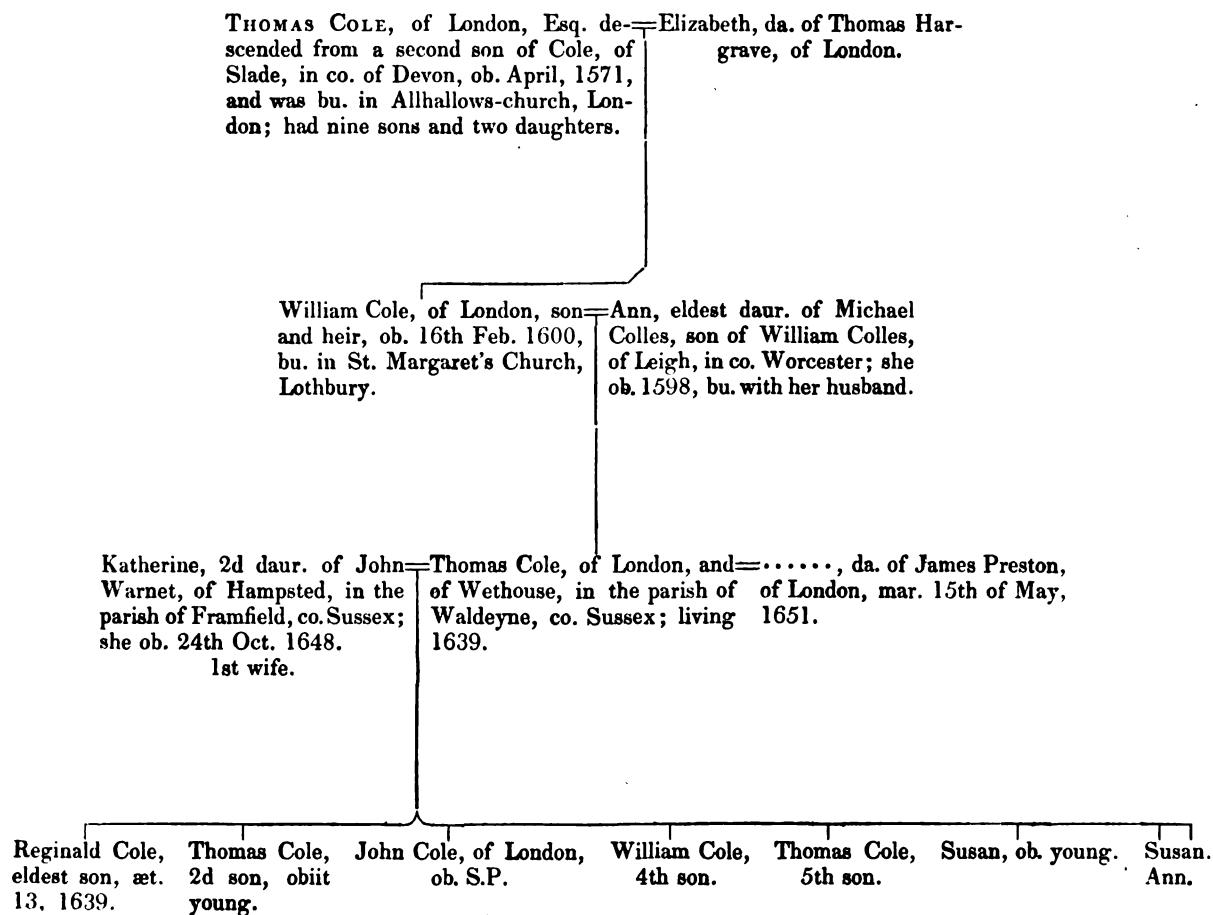 THOMAS COLE, of London, Esq. de-
scended from a second son of Cole, of
Slade, in co. of Devon, ob. April, 1571,
and was bu. in Allhallows-church, Lon-
don; had nine sons and two daughters.
Elizabeth, da. of Thomas Har-
grave, of London.
William Cole, of London, son
and heir, ob. 16th Feb. 1600,
bu. in St. Margaret's Church,
Lothbury.
Ann, eldest daur. of Michael
Colles, son of William Colles,
of Leigh, in co. Worcester; she
ob. 1598, bu. with her husband.
Katherine, 2d daur. of John
Warnet, of Hampsted, in the
parish of Framfield, co. Sussex;
she ob. 24th Oct. 1648.
1st wife.
Thomas Cole, of London, and
of Wethouse, in the parish of
Waldeyne, co. Sussex; living
1639.
......, da. of James Preston,
of London, mar. 15th of May,
1651.
Reginald Cole,
eldest son, æt.
13, 1639.
Thomas Cole,
2d son, obiit
young.
John Cole, of London,
ob. S.P.
William Cole,
4th son.
Thomas Cole,
5th son.
Susan, ob. young.
Susan.
Ann.